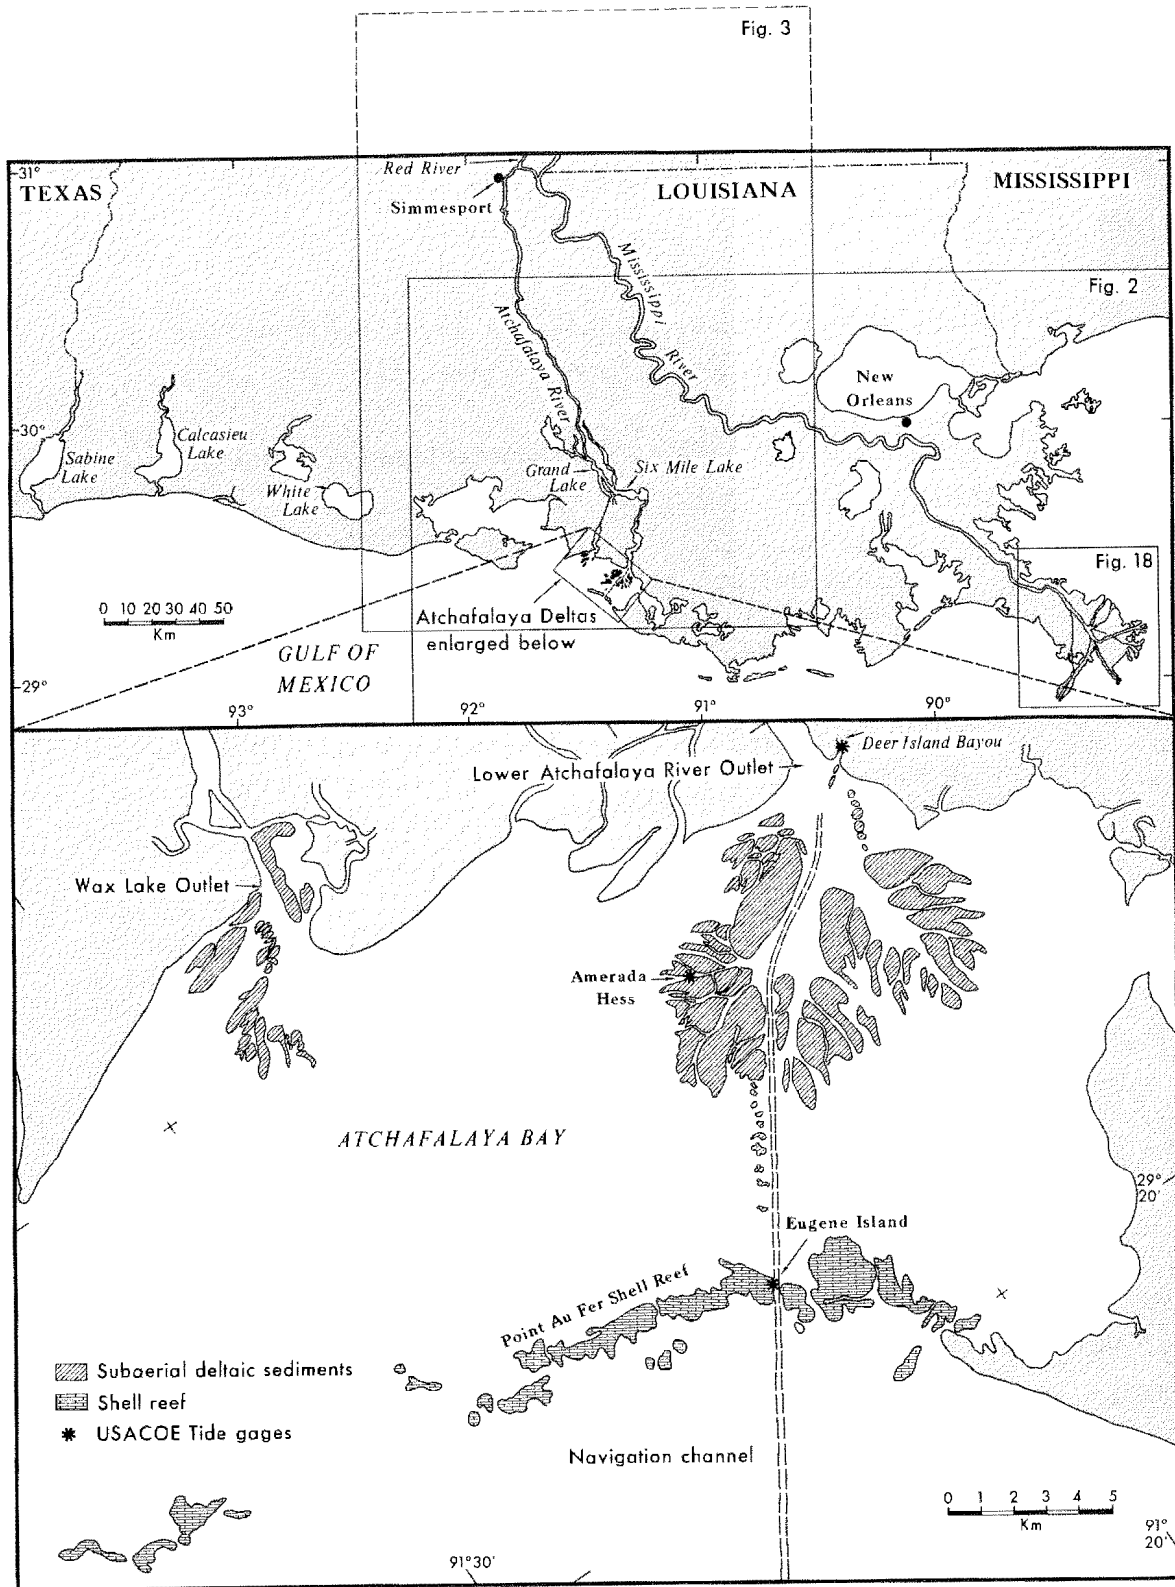 Fig. 3
31°
TEXAS
Red River
Simmesport
LOUISIANA
MISSISSIPPI
Mississippi
River
Fig. 2
Atchafalaya River
New
Orleans
30°
Sabine
Lake
Calcasieu
Lake
White
Lake
Grand
Lake
Six Mile Lake
Fig. 18
0 10 20 30 40 50
Km
Atchafalaya Deltas
enlarged below
GULF OF
MEXICO
29°
93°
92°
91°
90°
Deer Island Bayou
Lower Atchafalaya River Outlet
Wax Lake Outlet
Amerada
Hess
ATCHAFALAYA BAY
29°
20'
Eugene Island
Point Au Fer Shell Reef
Subaerial deltaic sediments
Shell reef
USACOE Tide gages
Navigation channel
0 1 2 3 4 5
Km
91°
20'
91°30'